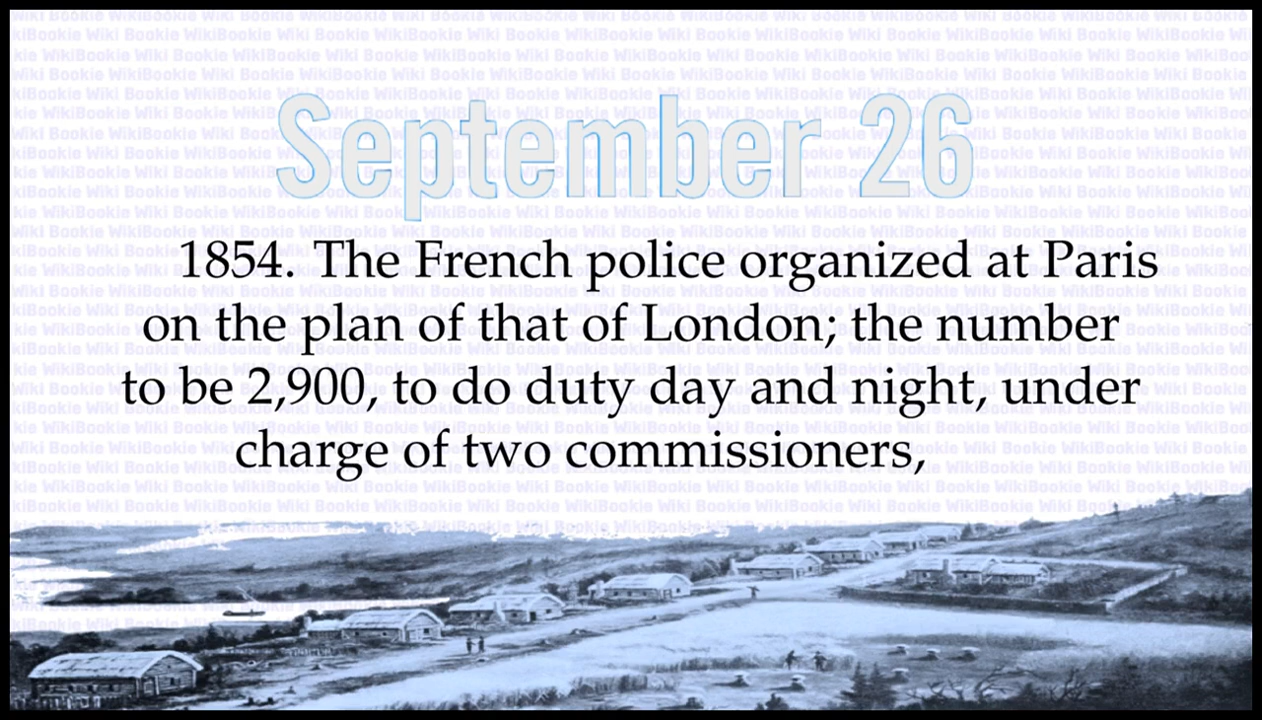 September 26
1854. The French police organized at Paris
on the plan of that of London; the number
to be 2,900, to do duty day and night, under
charge of two commissioners,